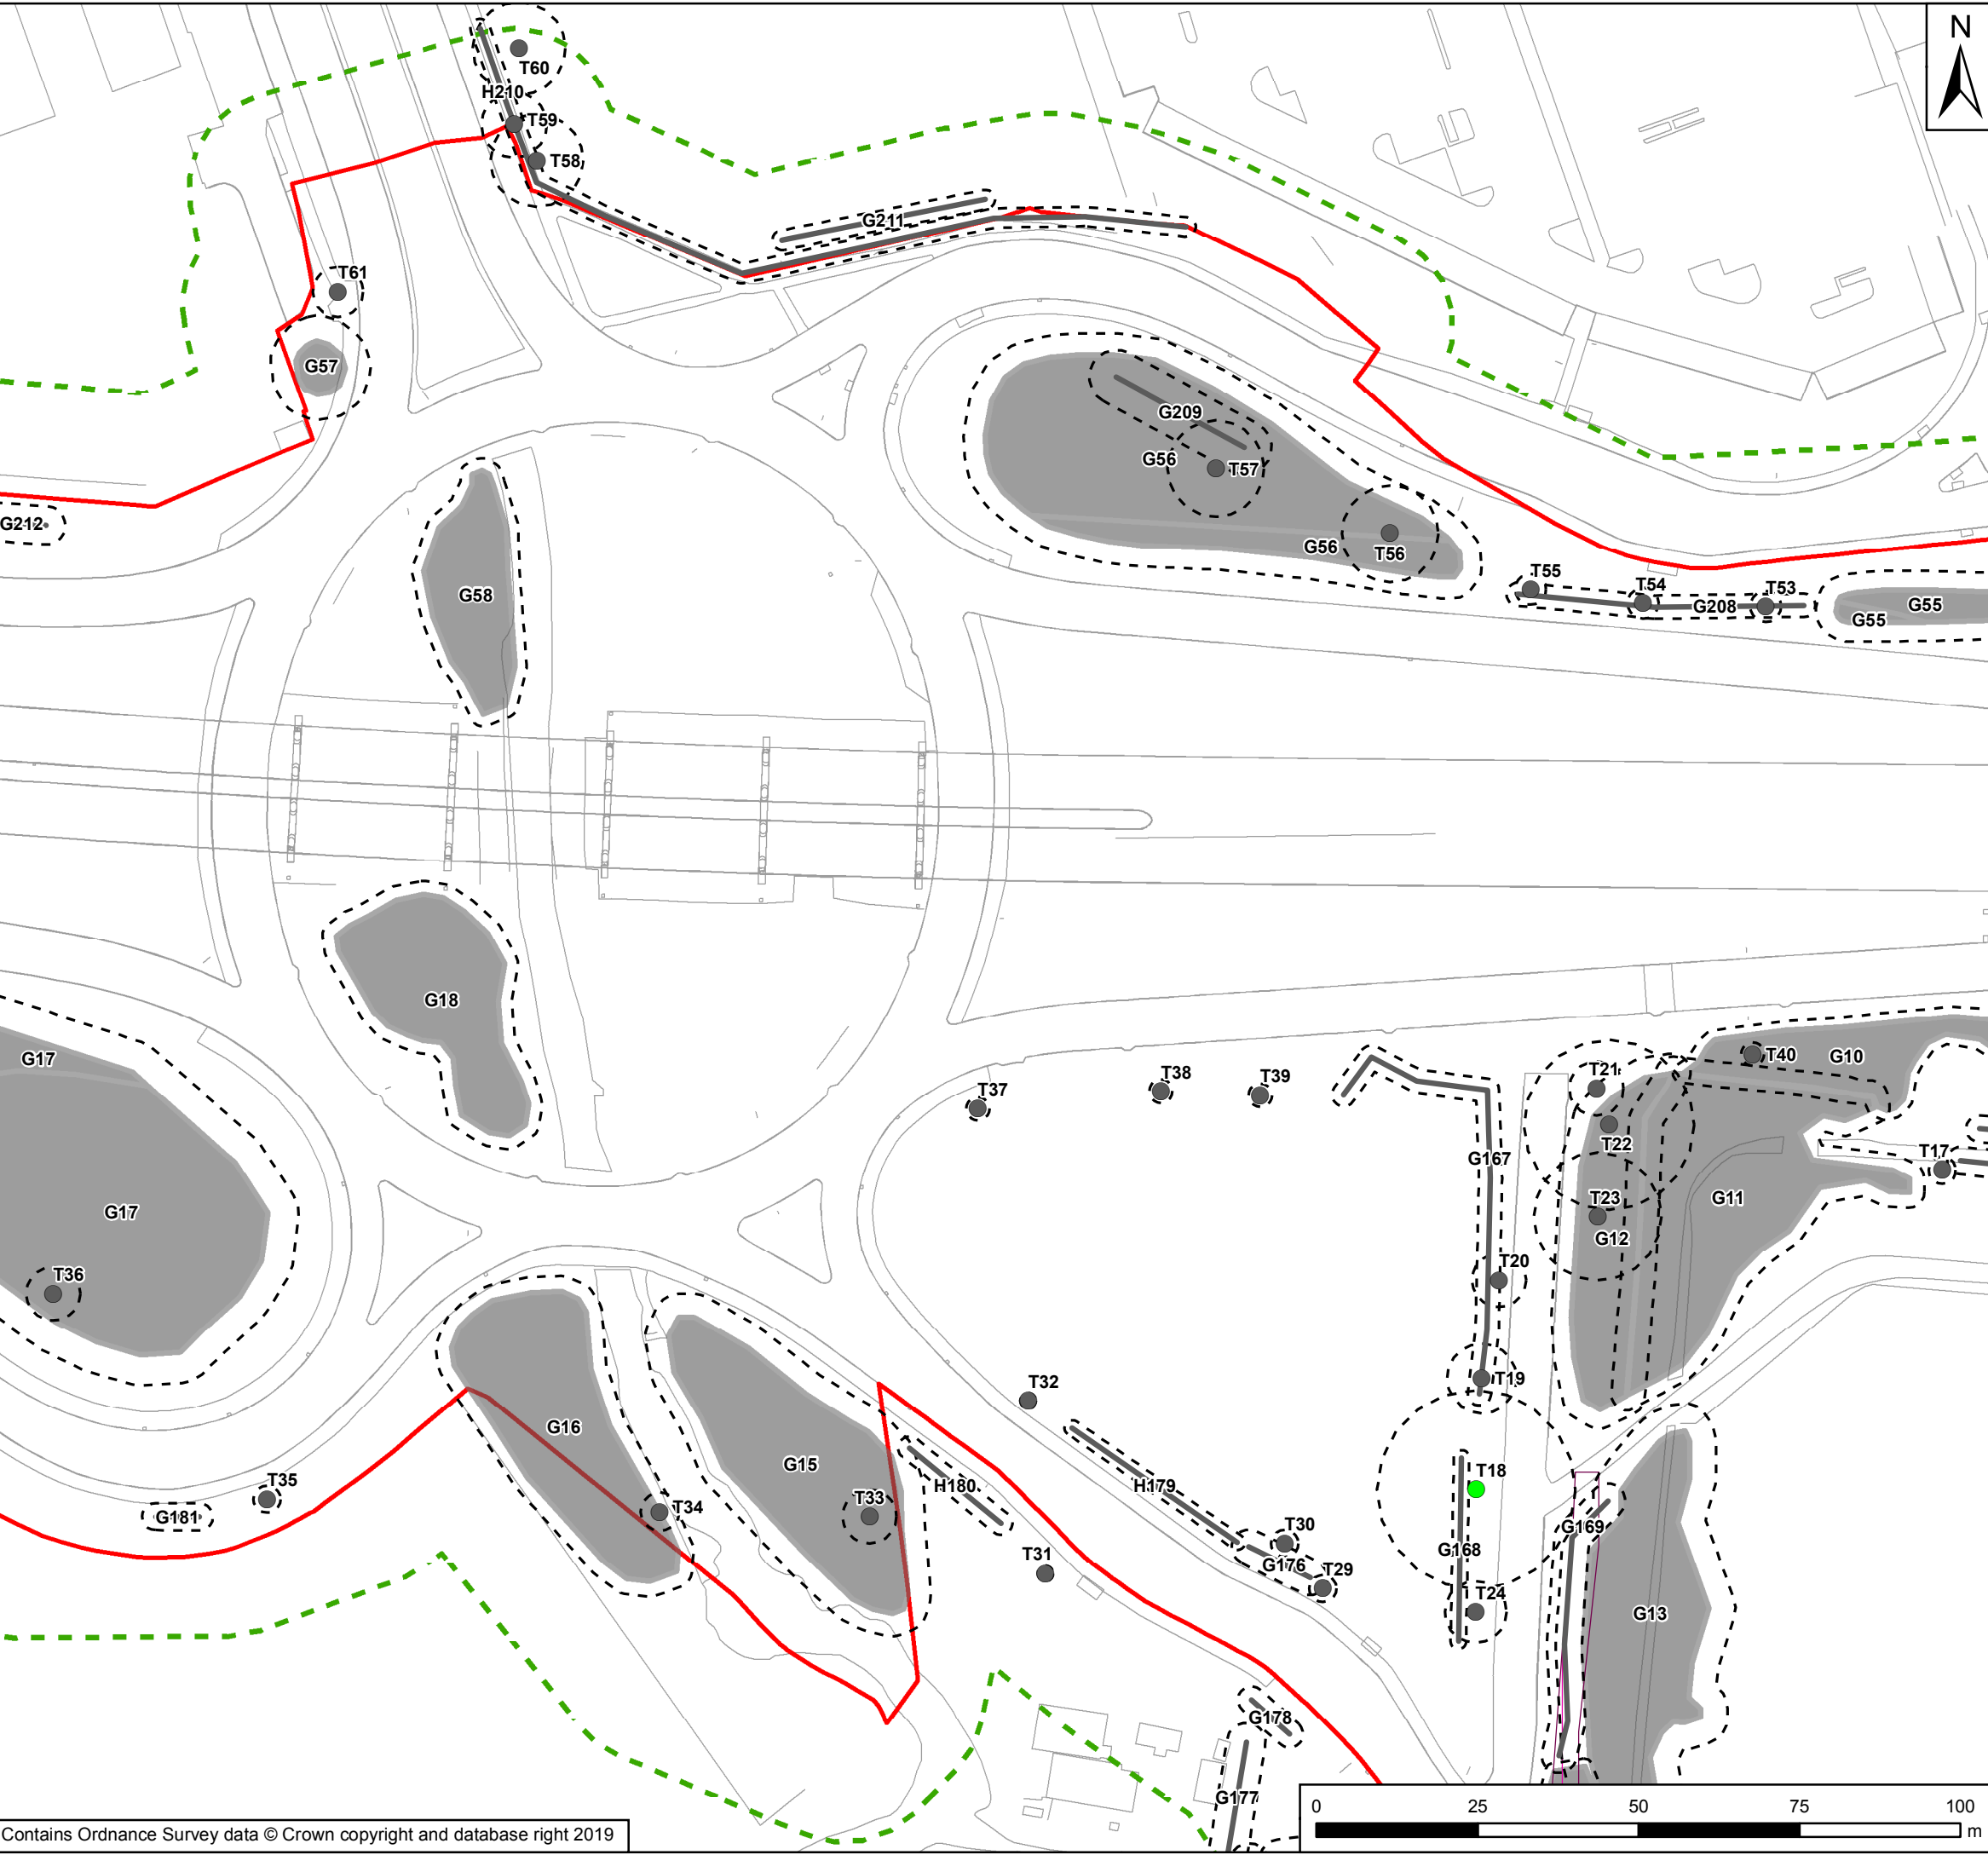 N
T60
H210
T59
T58
G211
T61
G57
G209
G56
T57
G212
G56
T56
G58
T55
T54
T53
G208
G55
G55
G18
G17
T40
G10
T21
T38
T39
T37
T22
G167
T17
G11
T23
G17
G12
T20
T36
T19
T32
G16
G15
T18
H180
H179
T35
T34
T33
G181
T30
G169
G168
T31
G176
T29
T24
G13
G178
G177
0 25 50 75 100
m
Contains Ordnance Survey data © Crown copyright and database right 2019